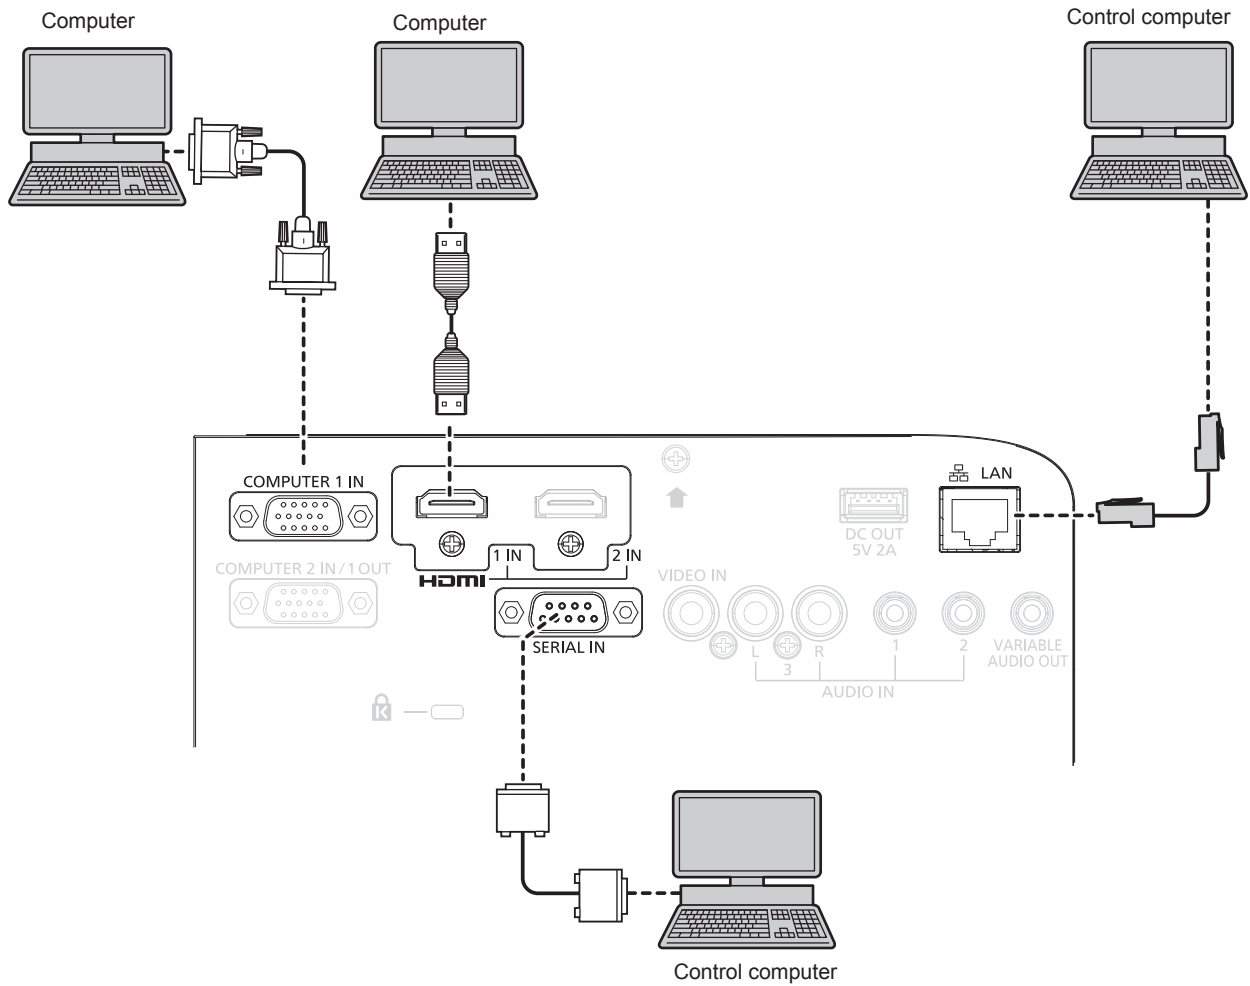 Computer
Computer
Control computer
COMPUTER 1 IN
LAN
DC OUT
5V 2A
1 IN
2 IN
HDMI
COMPUTER 2 IN / 1 OUT
VIDEO IN
SERIAL IN
L
R
1
2
VARIABLE
AUDIO OUT
3
AUDIO IN
K
Control computer